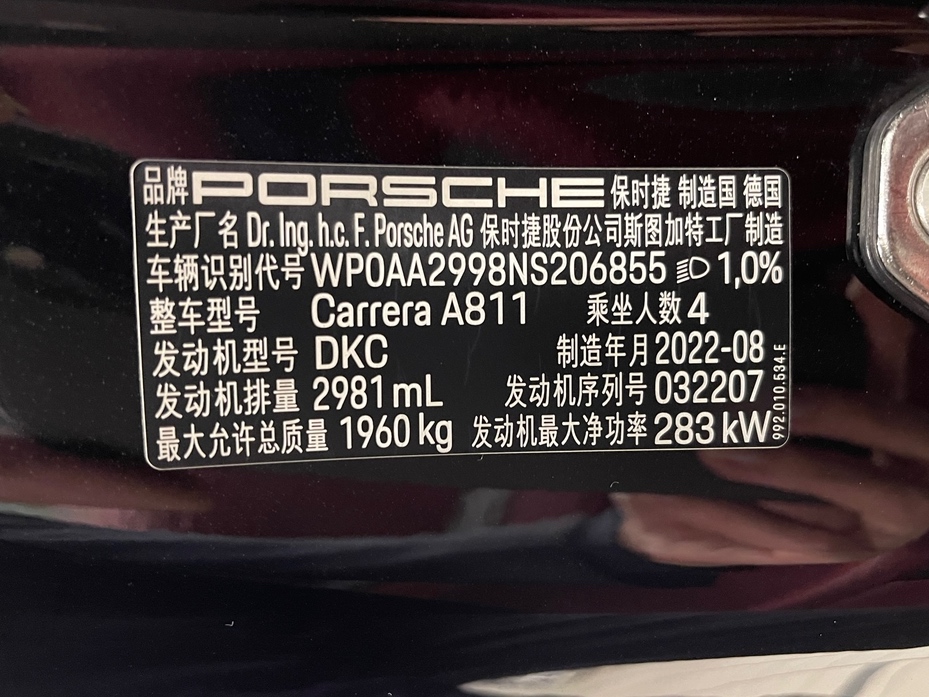 品牌 PORSCHE 保时捷 制造国 德国
生产厂名 Dr. Ing. h.c. F. Porsche AG 保时捷股份公司斯图加特工厂制造
车辆识别代号 WP0AA2998NS206855 1,0%
整车型号 Carrera A811 乘坐人数 4
发动机型号 DKC 制造年月 2022-08
发动机排量 2981 mL 发动机序列号 032207
最大允许总质量 1960 kg 发动机最大净功率 283 kW
992.010.534.E